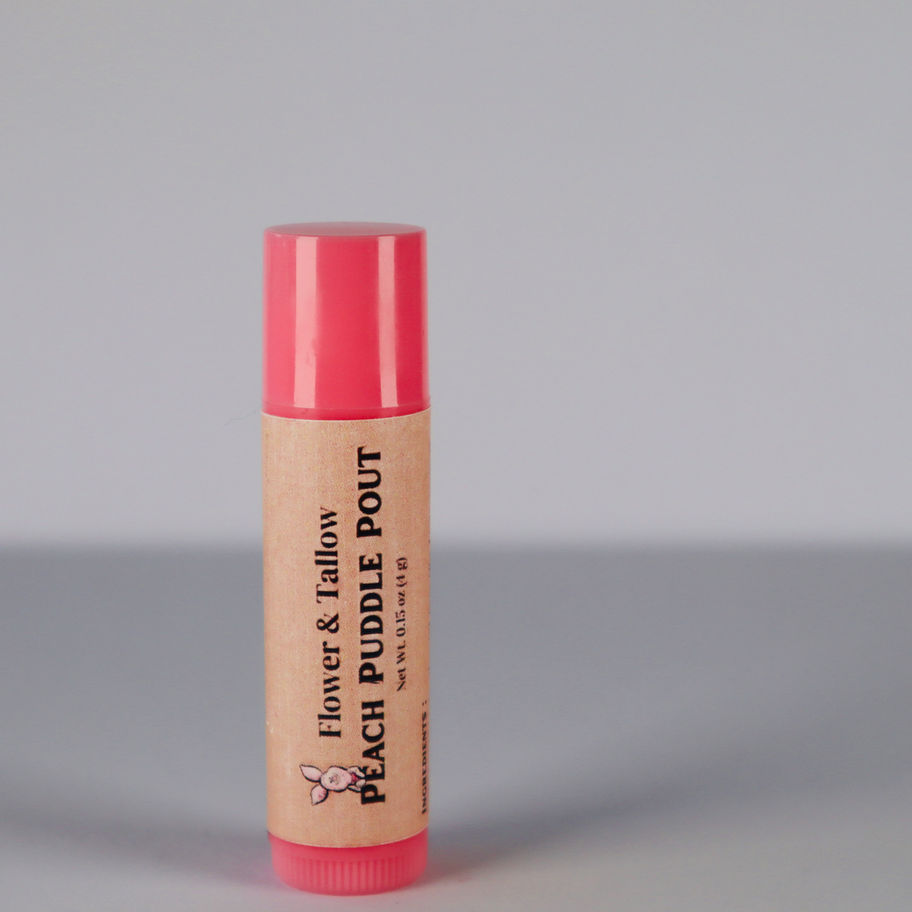 Flower & Tallow
PEACH PUDDLE POUT
Net Wt. 0.15 oz (4 g)
INGREDIENTS :